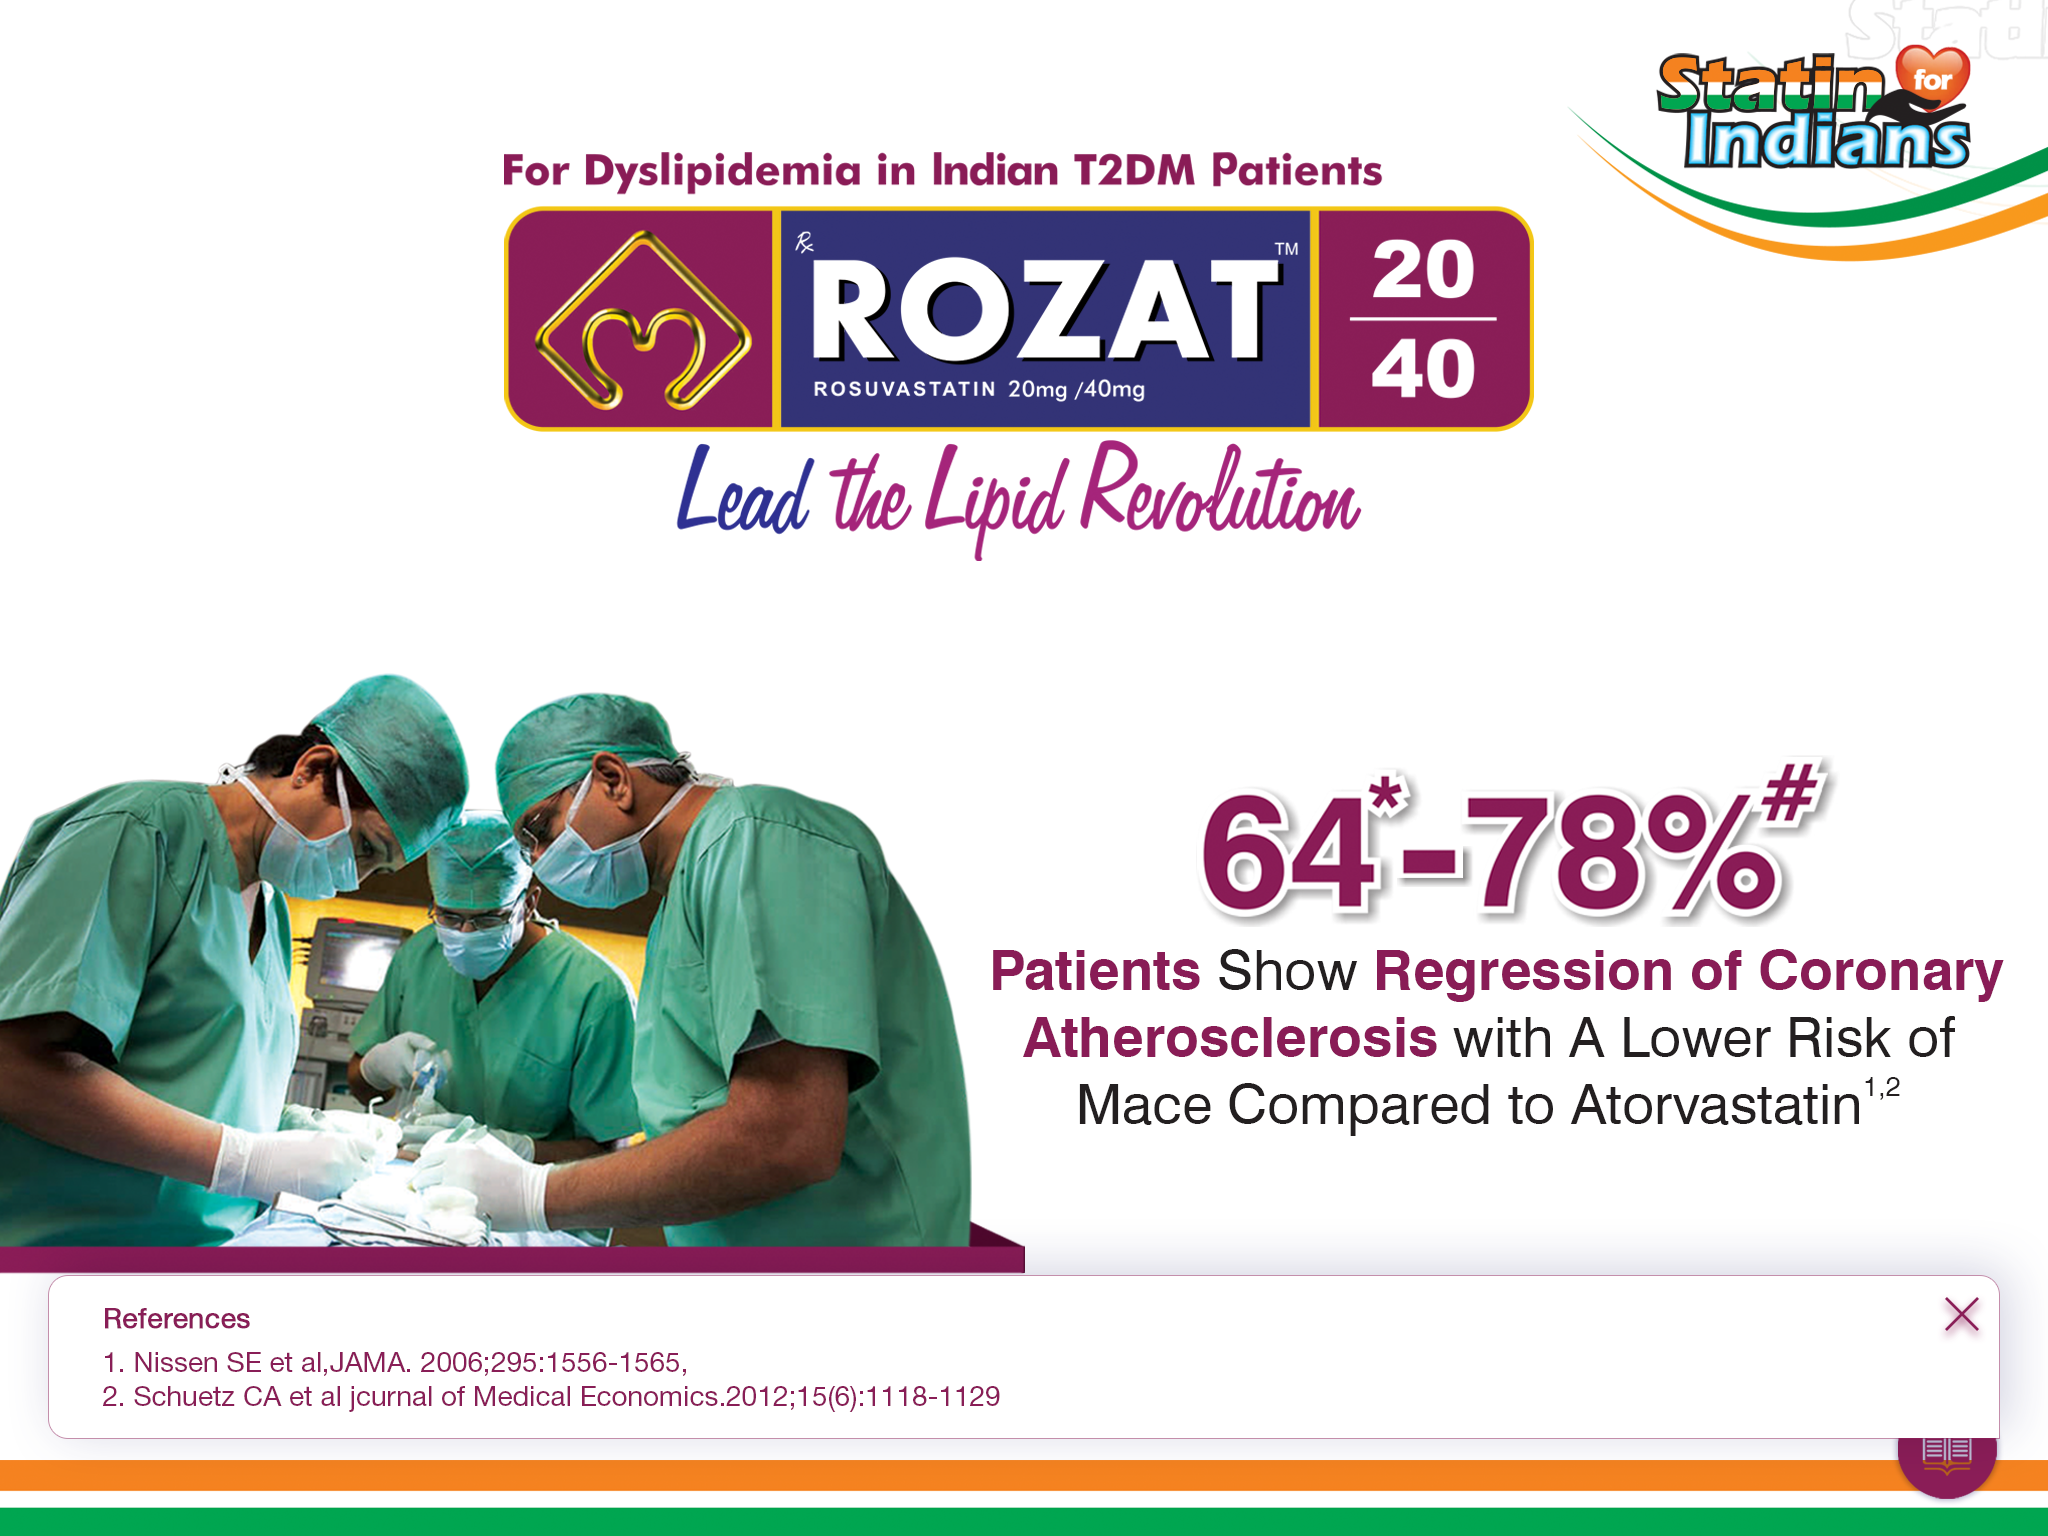 Statin for
Indians
For Dyslipidemia in Indian T2DM Patients
Rx ROZAT™
ROSUVASTATIN 20mg /40mg
20
40
Lead the Lipid Revolution
64*-78%#
Patients Show Regression of Coronary
Atherosclerosis with A Lower Risk of
Mace Compared to Atorvastatin1,2
References
1. Nissen SE et al,JAMA. 2006;295:1556-1565,
2. Schuetz CA et al jcurnal of Medical Economics.2012;15(6):1118-1129